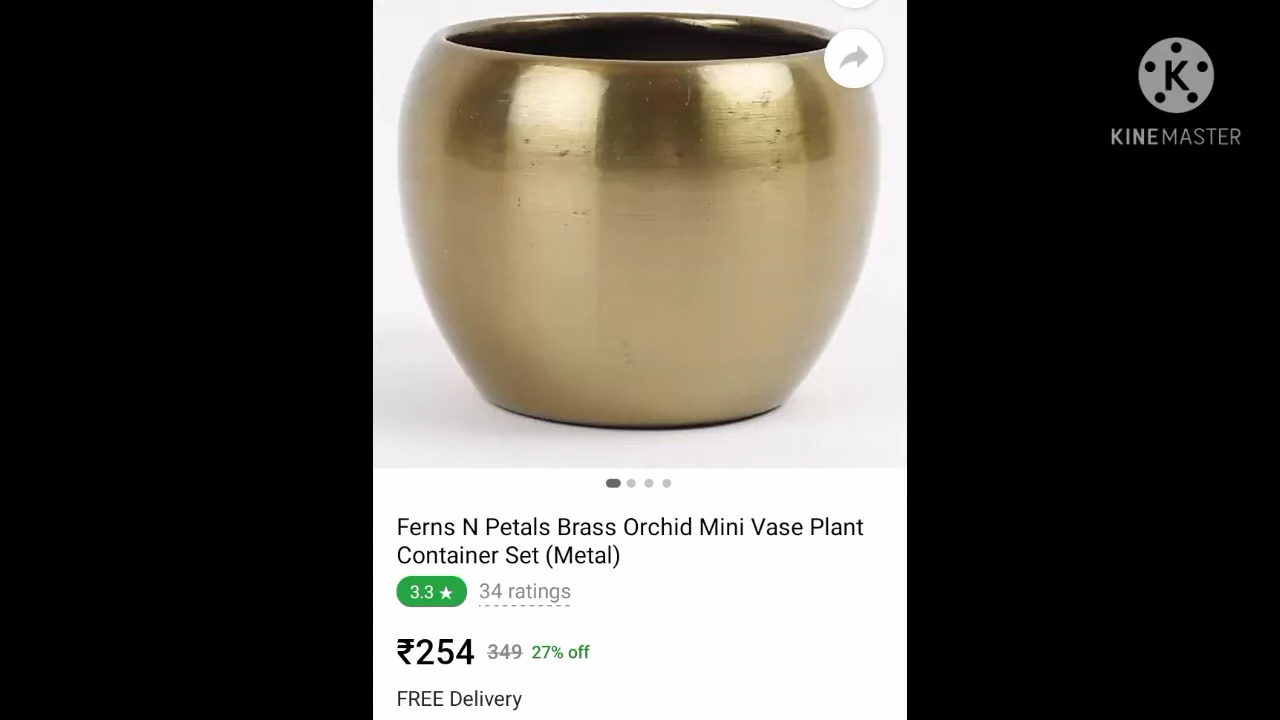 K
KINEMASTER
Ferns N Petals Brass Orchid Mini Vase Plant
Container Set (Metal)
3.3 ★ 34 ratings
₹254 349 27% off
FREE Delivery